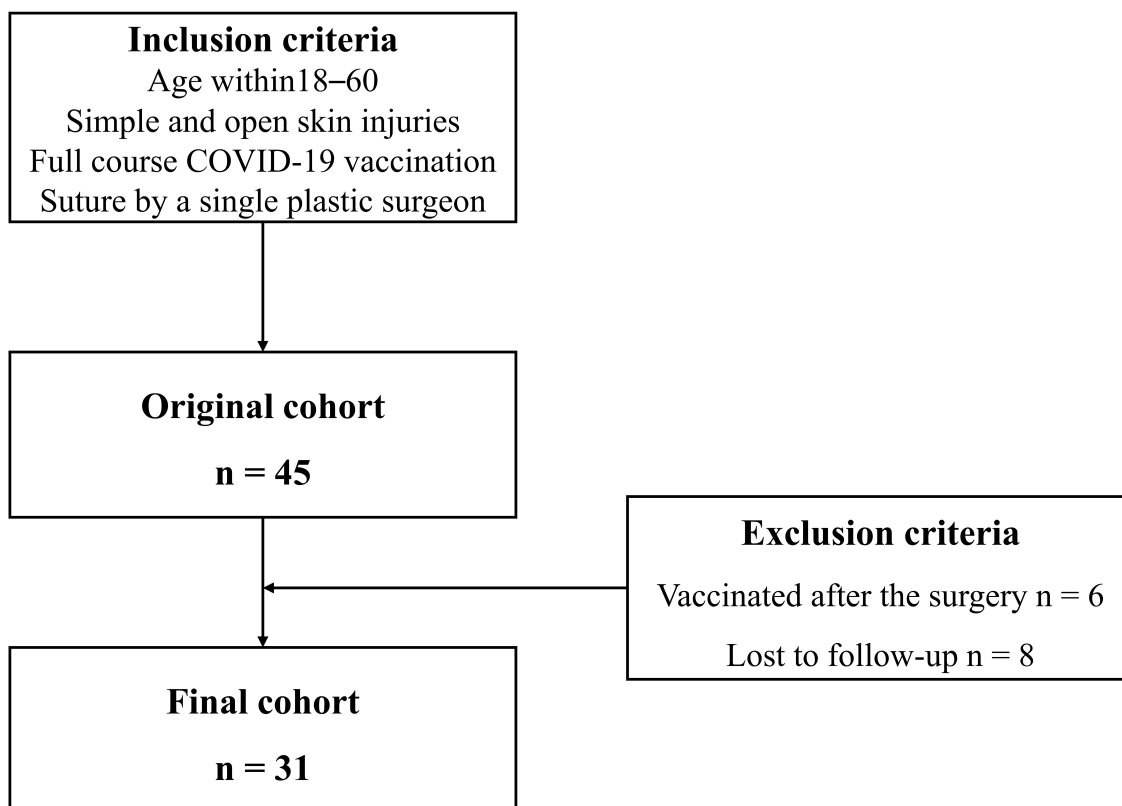 Inclusion criteria
Age within18–60
Simple and open skin injuries
Full course COVID-19 vaccination
Suture by a single plastic surgeon
Original cohort
n = 45
Exclusion criteria
Vaccinated after the surgery n = 6
Lost to follow-up n = 8
Final cohort
n = 31